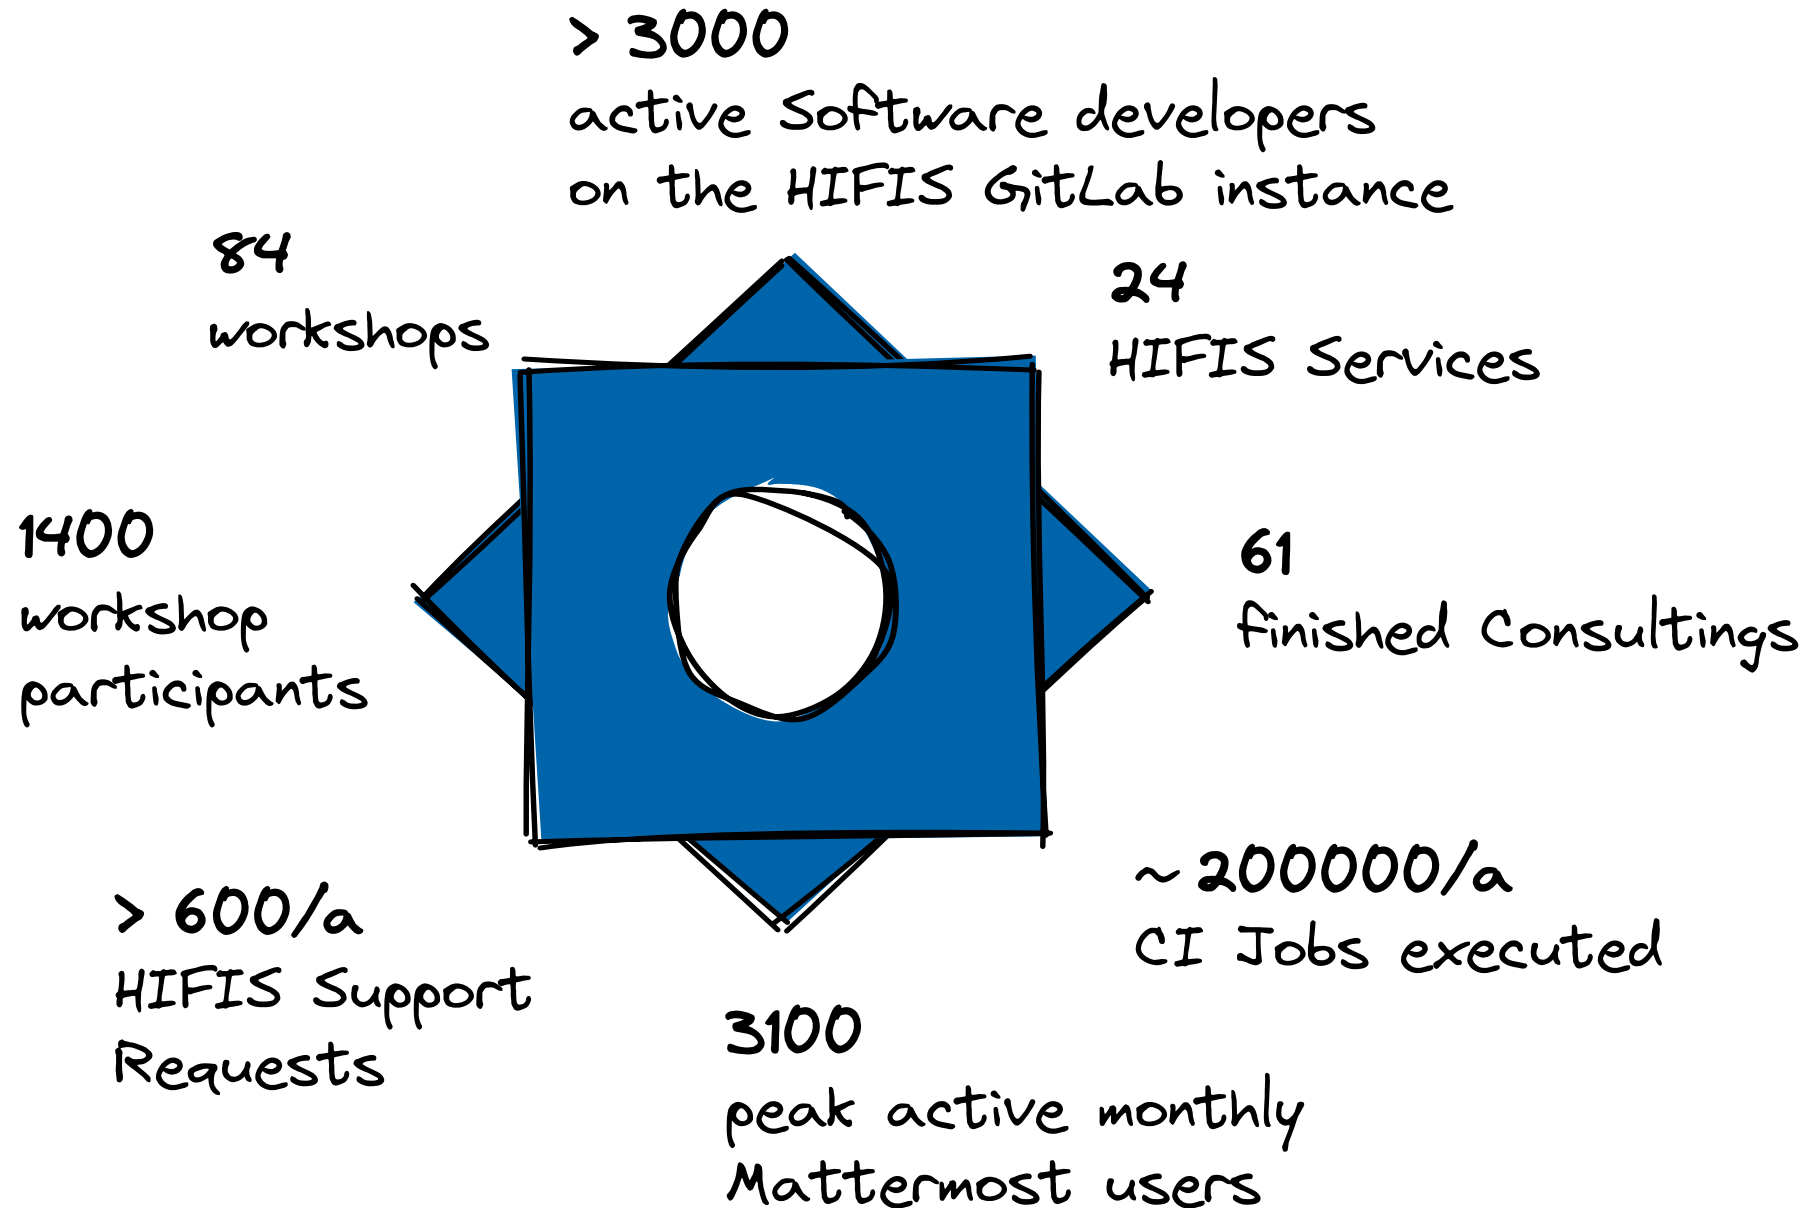 > 3000
active Software developers
on the HIFIS GitLab instance
84
workshops
24
HIFIS Services
1400
workshop
participants
61
finished Consultings
> 600/a
HIFIS Support
Requests
~ 200000/a
CI Jobs executed
3100
peak active monthly
Mattermost users